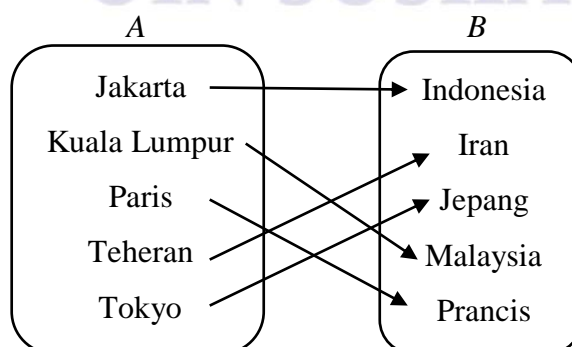 A
B
Jakarta
Indonesia
Kuala Lumpur
Iran
Paris
Jepang
Teheran
Malaysia
Tokyo
Prancis